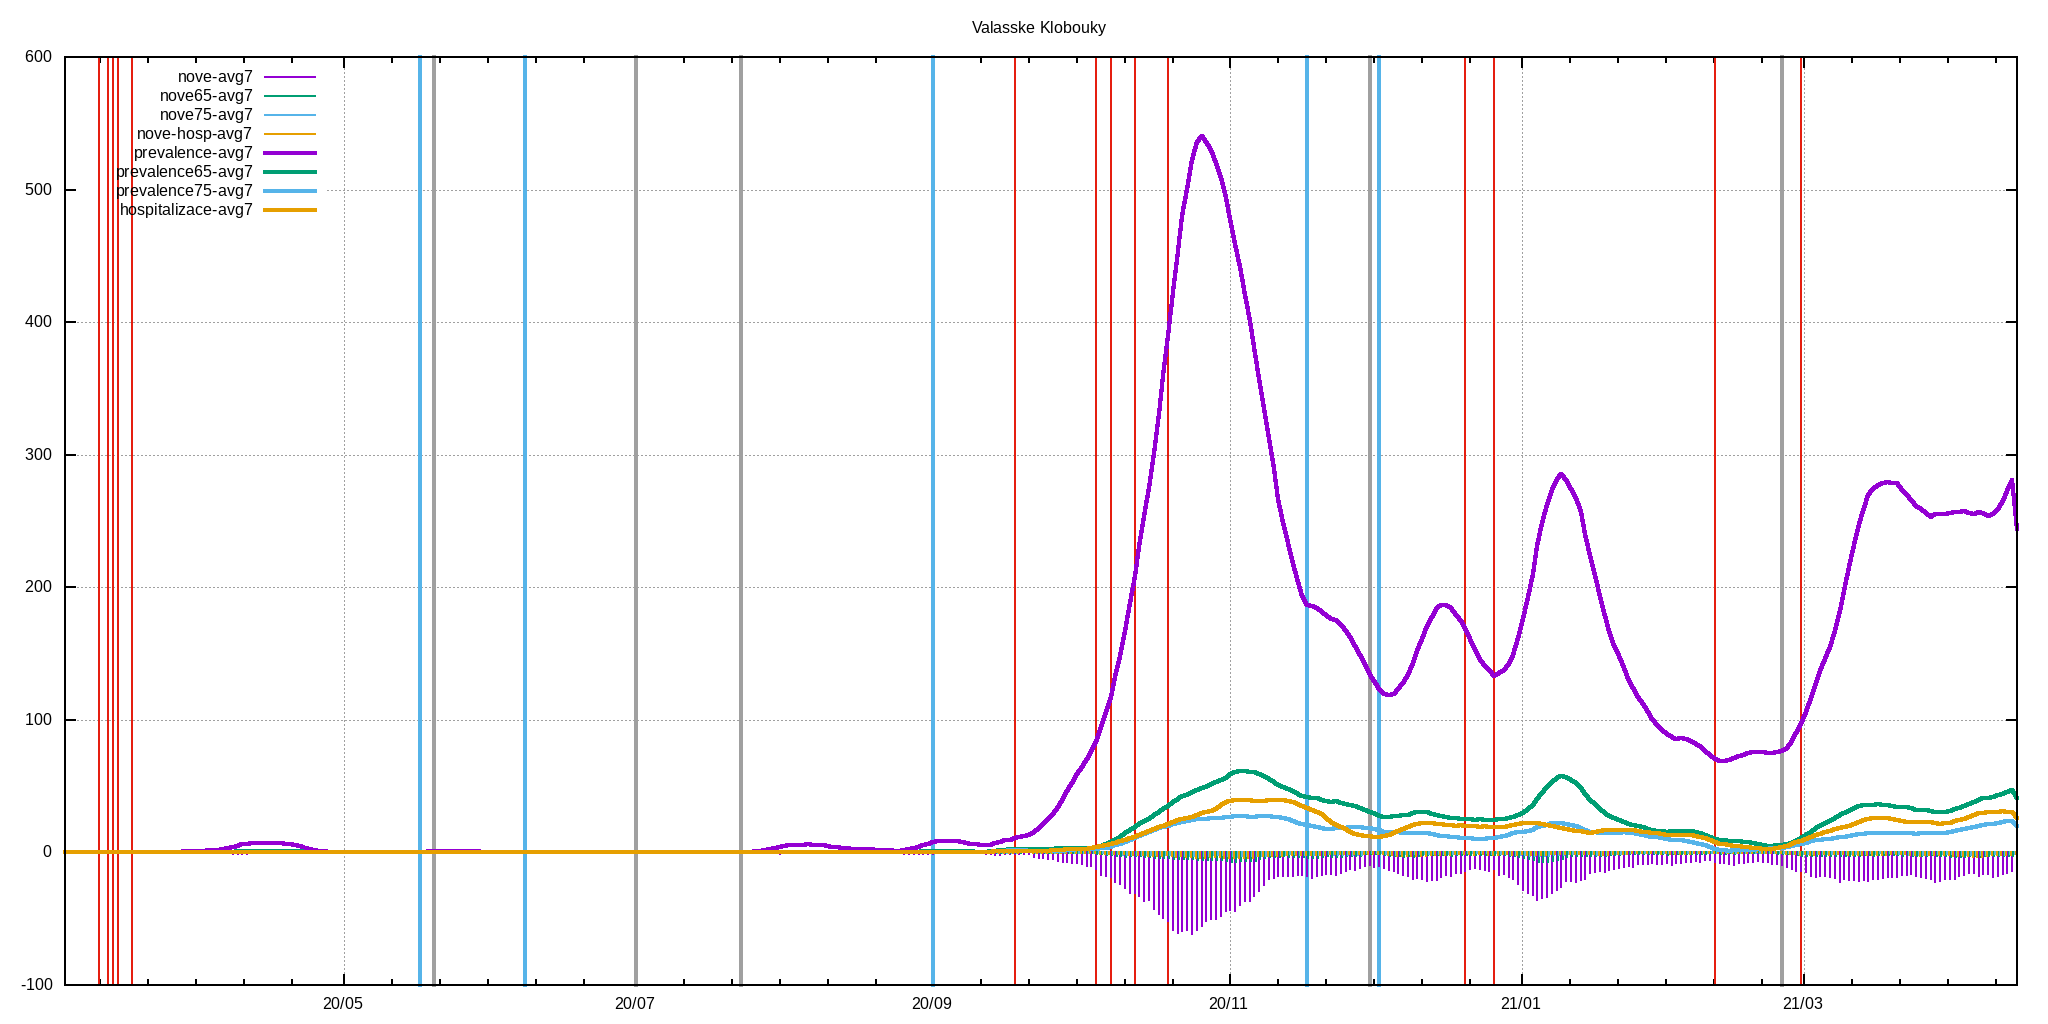 Valasske Klobouky
600
500
400
300
200
100
0
-100
nove-avg7
nove65-avg7
nove75-avg7
nove-hosp-avg7
prevalence-avg7
prevalence65-avg7
prevalence75-avg7
hospitalizace-avg7
20/05
20/07
20/09
20/11
21/01
21/03